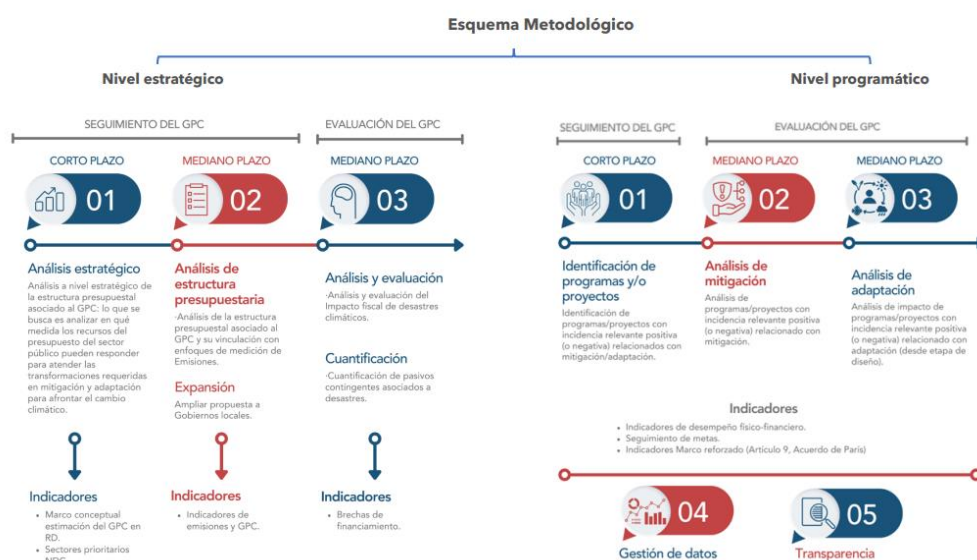 Esquema Metodológico
Nivel estratégico
SEGUIMIENTO DEL GPC
EVALUACIÓN DEL GPC
CORTO PLAZO
01
Análisis estratégico
Análisis a nivel estratégico de
la estructura presupuestal
asociado al GPC: lo que se
busca es analizar en qué
medida los recursos del
presupuesto del sector
público pueden responder
para atender las
transformaciones requeridas
en mitigación y adaptación
para afrontar el cambio
climático.
Indicadores
• Marco conceptual
estimación del GPC en
RD.
• Sectores prioritarios
NDC
MEDIANO PLAZO
02
Análisis de
estructura
presupuestaria
·Análisis de la estructura
presupuestal asociado al
GPC y su vinculación con
enfoques de medición de
Emisiones.
Expansión
Ampliar propuesta a
Gobiernos locales.
Indicadores
• Indicadores de
emisiones y GPC.
MEDIANO PLAZO
03
Análisis y evaluación
·Análisis y evaluación del
Impacto fiscal de desastres
climáticos.
Cuantificación
·Cuantificación de pasivos
contingentes asociados a
desastres.
Indicadores
• Brechas de
financiamiento.
Nivel programático
SEGUIMIENTO DEL GPC
EVALUACIÓN DEL GPC
CORTO PLAZO
01
Identificación de
programas y/o
proyectos
Identificación de
programas/proyectos con
incidencia relevante positiva
(o negativa) relacionados con
mitigación/adaptación.
MEDIANO PLAZO
02
Análisis de
mitigación
Análisis de
programas/proyectos con
incidencia relevante positiva
(o negativa) relacionado con
mitigación.
MEDIANO PLAZO
03
Análisis de
adaptación
Análisis de impacto de
programas/proyectos con
incidencia relevante positiva
(o negativa) relacionado con
adaptación (desde etapa de
diseño).
Indicadores
• Indicadores de desempeño físico-financiero.
• Seguimiento de metas.
• Indicadores Marco reforzado (Artículo 9, Acuerdo de París)
04
Gestión de datos
05
Transparencia